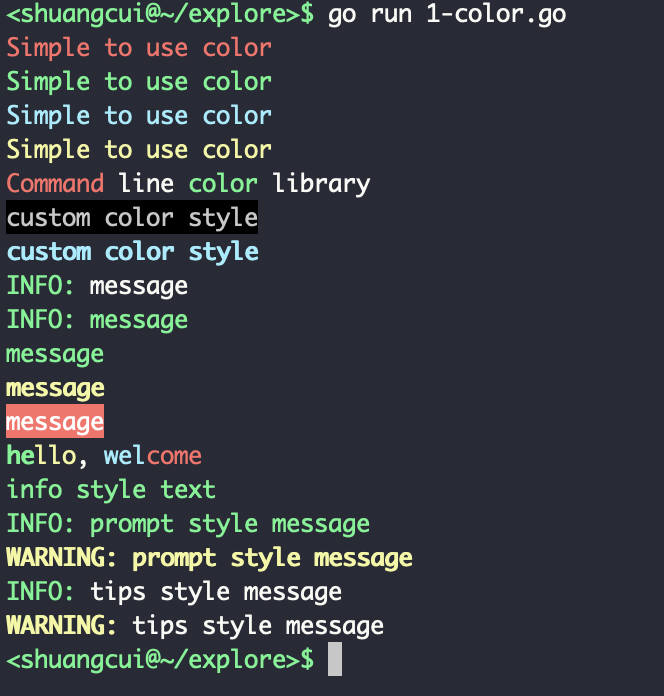 <shuangcui@~/explore>$ go run 1-color.go
Simple to use color
Simple to use color
Simple to use color
Simple to use color
Command line color library
custom color style
custom color style
INFO: message
INFO: message
message
message
message
hello, welcome
info style text
INFO: prompt style message
WARNING: prompt style message
INFO: tips style message
WARNING: tips style message
<shuangcui@~/explore>$